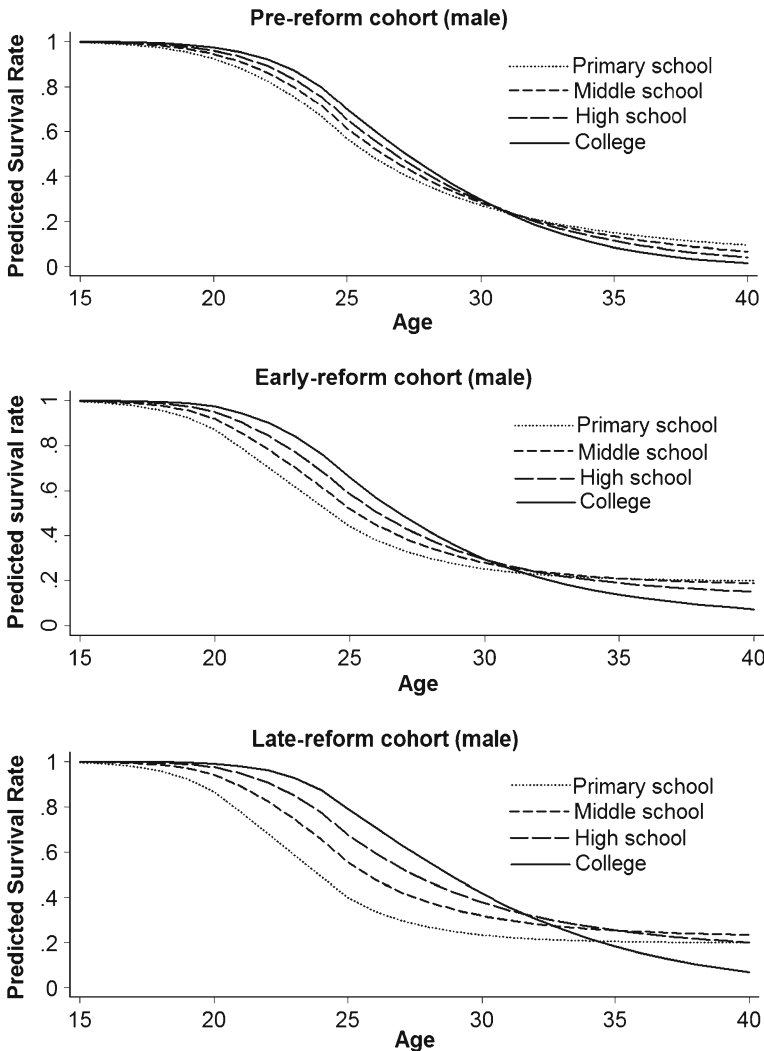 Pre-reform cohort (male)
Predicted Survival Rate
1
.8
.6
.4
.2
0
Primary school
Middle school
High school
College
15 20 25 30 35 40
Age
Early-reform cohort (male)
Predicted survival rate
1
.8
.6
.4
.2
0
Primary school
Middle school
High school
College
15 20 25 30 35 40
Age
Late-reform cohort (male)
Predicted Survival Rate
1
.8
.6
.4
.2
0
Primary school
Middle school
High school
College
15 20 25 30 35 40
Age